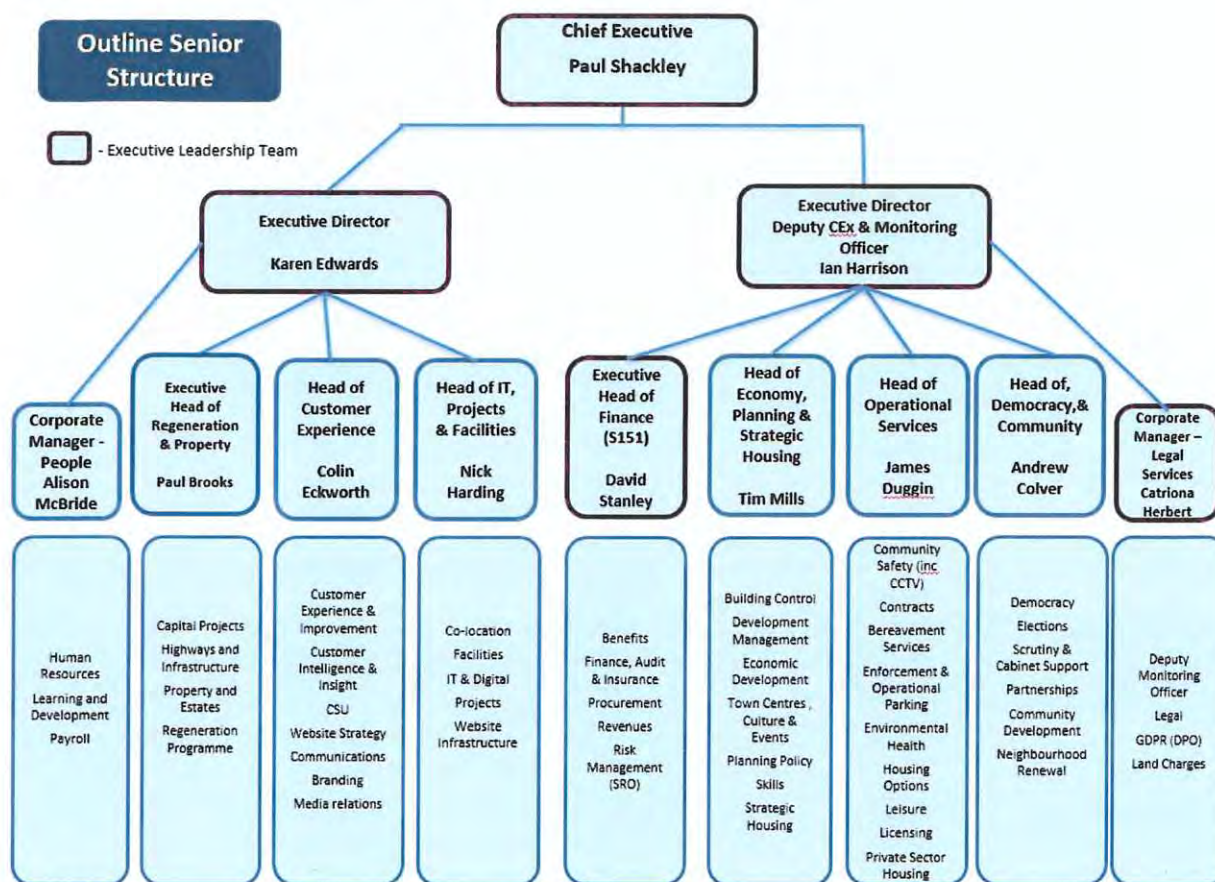 Outline Senior
Structure
- Executive Leadership Team
Chief Executive
Paul Shackley
Executive Director
Karen Edwards
Executive Director
Deputy CEx & Monitoring
Officer
Ian Harrison
Corporate
Manager -
People
Alison
McBride
Executive
Head of
Regeneration
& Property
Paul Brooks
Head of
Customer
Experience
Colin
Eckworth
Head of IT,
Projects
& Facilities
Nick
Harding
Executive
Head of
Finance
(S151)
David
Stanley
Head of
Economy,
Planning &
Strategic
Housing
Tim Mills
Head of
Operational
Services
James
Duggin
Head of,
Democracy,&
Community
Andrew
Colver
Corporate
Manager –
Legal
Services
Catriona
Herbert
Human
Resources
Learning and
Development
Payroll
Capital Projects
Highways and
Infrastructure
Property and
Estates
Regeneration
Programme
Customer
Experience &
Improvement
Customer
Intelligence &
Insight
CSU
Website Strategy
Communications
Branding
Media relations
Co-location
Facilities
IT & Digital
Projects
Website
Infrastructure
Benefits
Finance, Audit
& Insurance
Procurement
Revenues
Risk
Management
(SRO)
Building Control
Development
Management
Economic
Development
Town Centres ,
Culture &
Events
Planning Policy
Skills
Strategic
Housing
Community
Safety (inc
CCTV)
Contracts
Bereavement
Services
Enforcement &
Operational
Parking
Environmental
Health
Housing
Options
Leisure
Licensing
Private Sector
Housing
Democracy
Elections
Scrutiny &
Cabinet Support
Partnerships
Community
Development
Neighbourhood
Renewal
Deputy
Monitoring
Officer
Legal
GDPR (DPO)
Land Charges